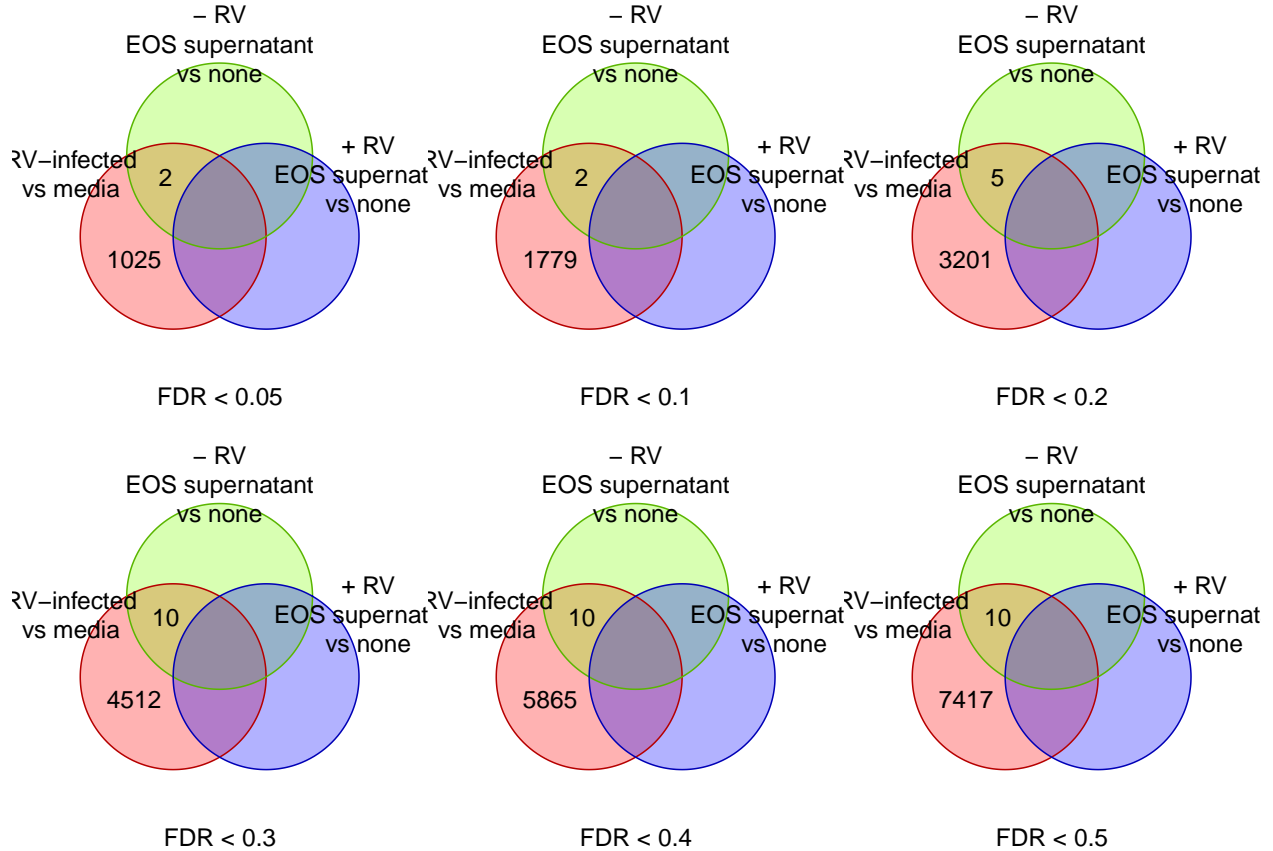 – RV
EOS supernatant
vs none
RV–infected
vs media
+ RV
EOS supernat
vs none
2
1025
FDR < 0.05
– RV
EOS supernatant
vs none
RV–infected
vs media
+ RV
EOS supernat
vs none
2
1779
FDR < 0.1
– RV
EOS supernatant
vs none
RV–infected
vs media
+ RV
EOS supernat
vs none
5
3201
FDR < 0.2
– RV
EOS supernatant
vs none
RV–infected
vs media
+ RV
EOS supernat
vs none
10
4512
FDR < 0.3
– RV
EOS supernatant
vs none
RV–infected
vs media
+ RV
EOS supernat
vs none
10
5865
FDR < 0.4
– RV
EOS supernatant
vs none
RV–infected
vs media
+ RV
EOS supernat
vs none
10
7417
FDR < 0.5